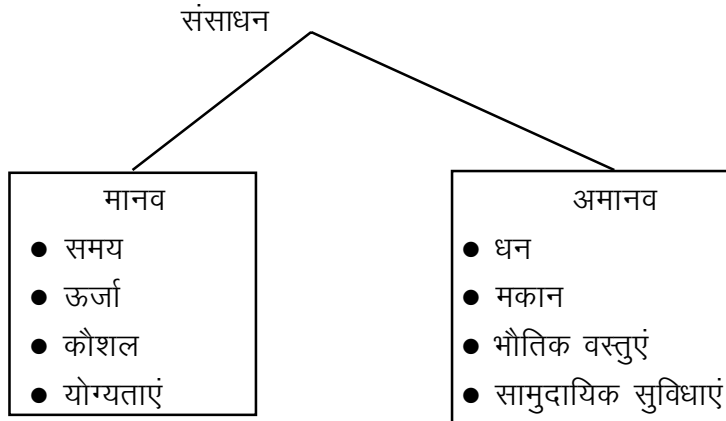 संसाधन
मानव
● समय
● ऊर्जा
● कौशल
● योग्यताएं
अमानव
● धन
● मकान
● भौतिक वस्तुएं
● सामुदायिक सुविधाएं